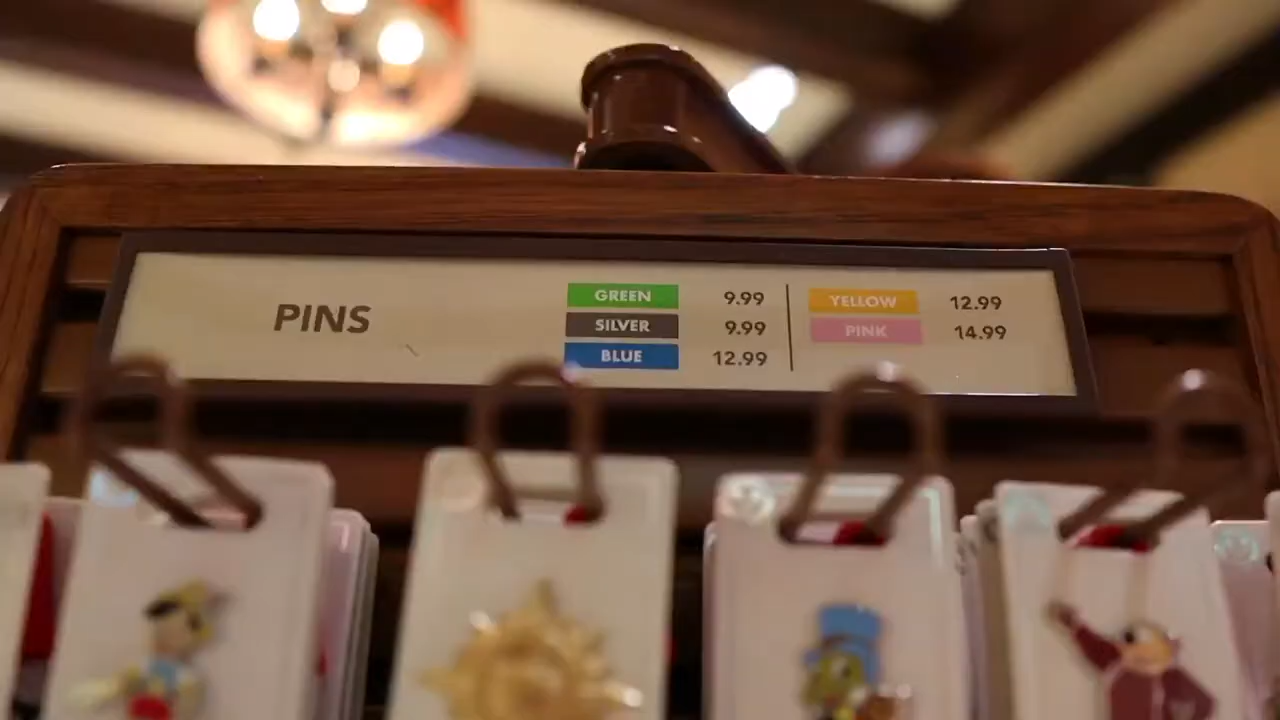 PINS
GREEN 9.99
SILVER 9.99
BLUE 12.99
YELLOW 12.99
PINK 14.99